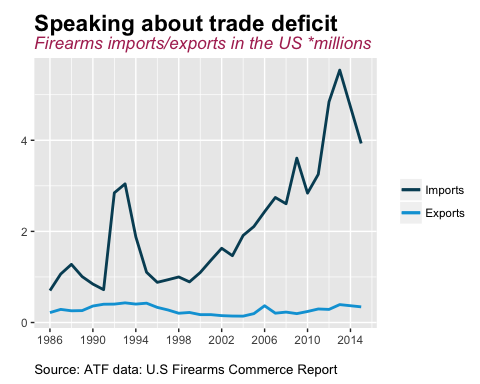 Speaking about trade deficit
Firearms imports/exports in the US *millions
4
2
0
1986 1990 1994 1998 2002 2006 2010 2014
Imports
Exports
Source: ATF data: U.S Firearms Commerce Report